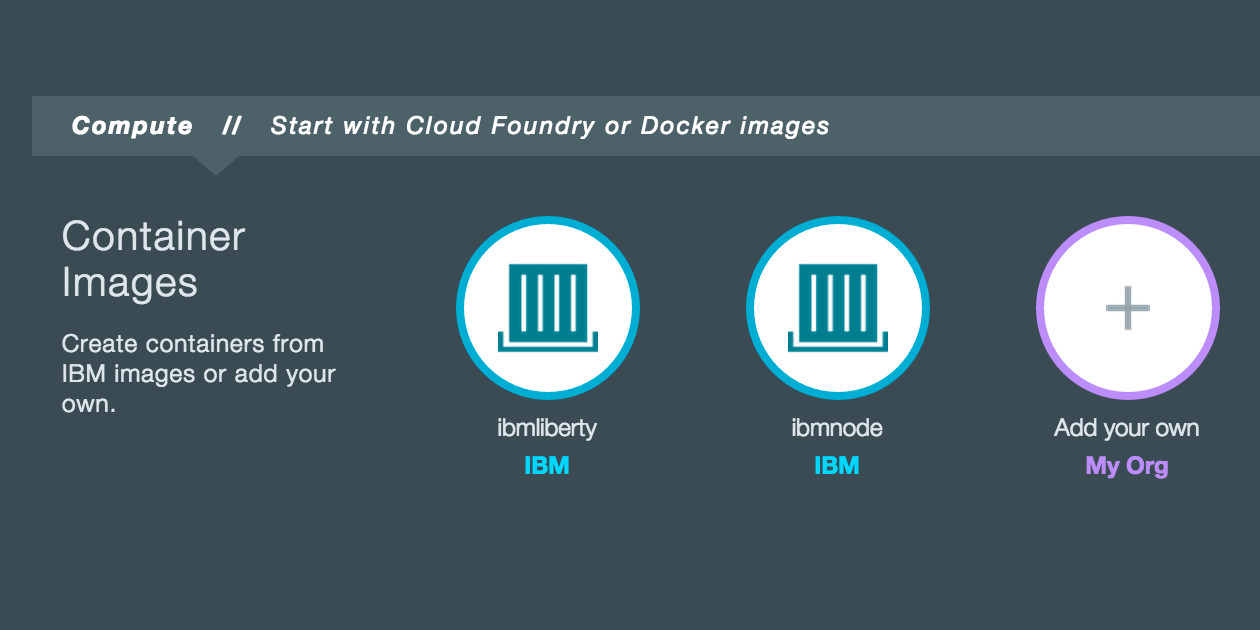 Compute // Start with Cloud Foundry or Docker images
Container
Images
Create containers from
IBM images or add your
own.
ibmliberty
IBM
ibmnode
IBM
Add your own
My Org